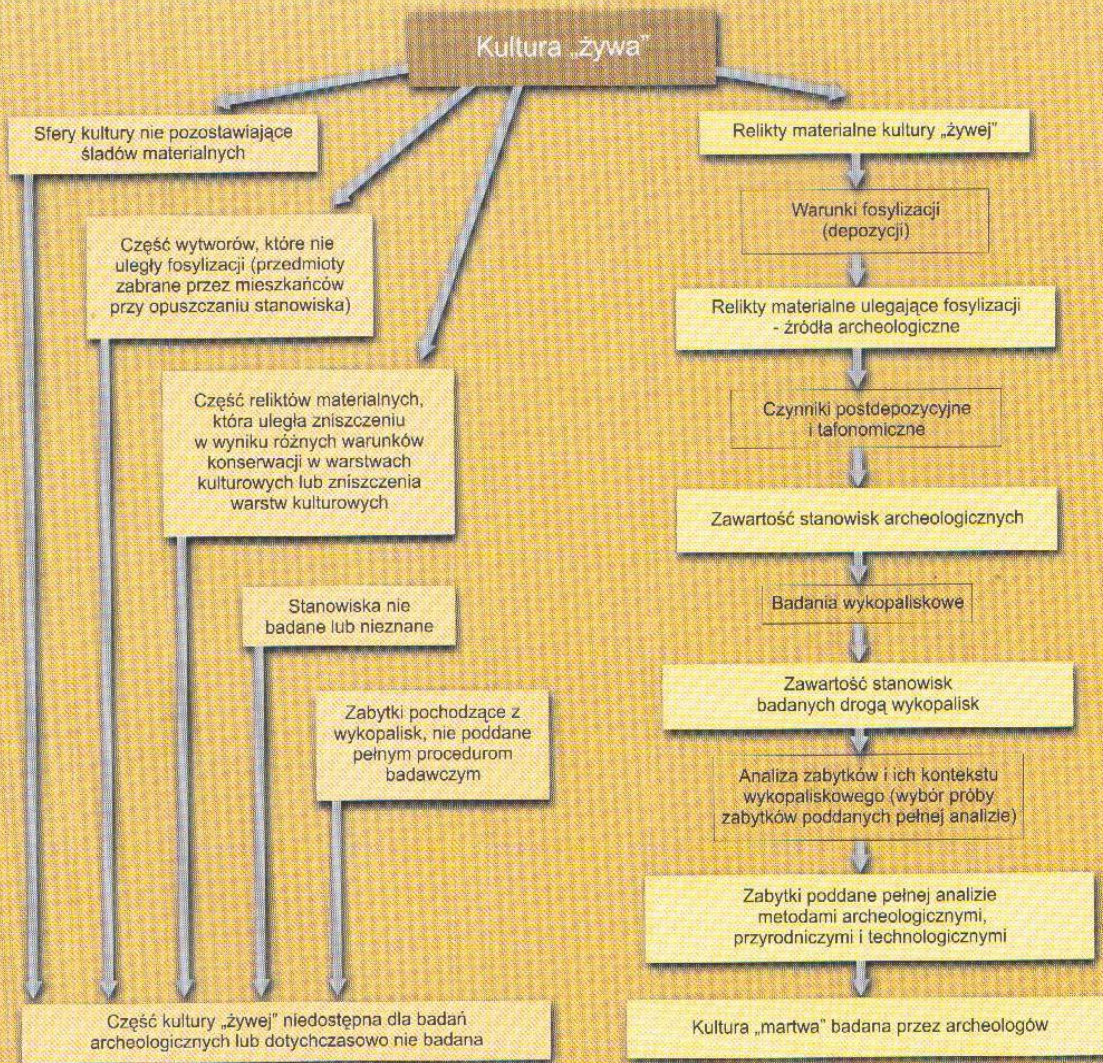 Kultura „żywa”
Sfery kultury nie pozostawiające
śladów materialnych
Część wytworów, które nie
uległy fosylizacji (przedmioty
zabrane przez mieszkańców
przy opuszczaniu stanowiska)
Część reliktów materialnych,
która uległa zniszczeniu
w wyniku różnych warunków
konserwacji w warstwach
kulturowych lub zniszczenia
warstw kulturowych
Stanowiska nie
badane lub nieznane
Zabytki pochodzące z
wykopalisk, nie poddane
pełnym procedurom
badawczym
Część kultury „żywej” niedostępna dla badań
archeologicznych lub dotychczasowo nie badana
Relikty materialne kultury „żywej”
Warunki fosylizacji
(depozycji)
Relikty materialne ulegające fosylizacji
- źródła archeologiczne
Czynniki postdepozycyjne
i tafonomiczne
Zawartość stanowisk archeologicznych
Badania wykopaliskowe
Zawartość stanowisk
badanych drogą wykopalisk
Analiza zabytków i ich kontekstu
wykopaliskowego (wybór próby
zabytków poddanych pełnej analizie)
Zabytki poddane pełnej analizie
metodami archeologicznymi,
przyrodniczymi i technologicznymi
Kultura „martwa” badana przez archeologów